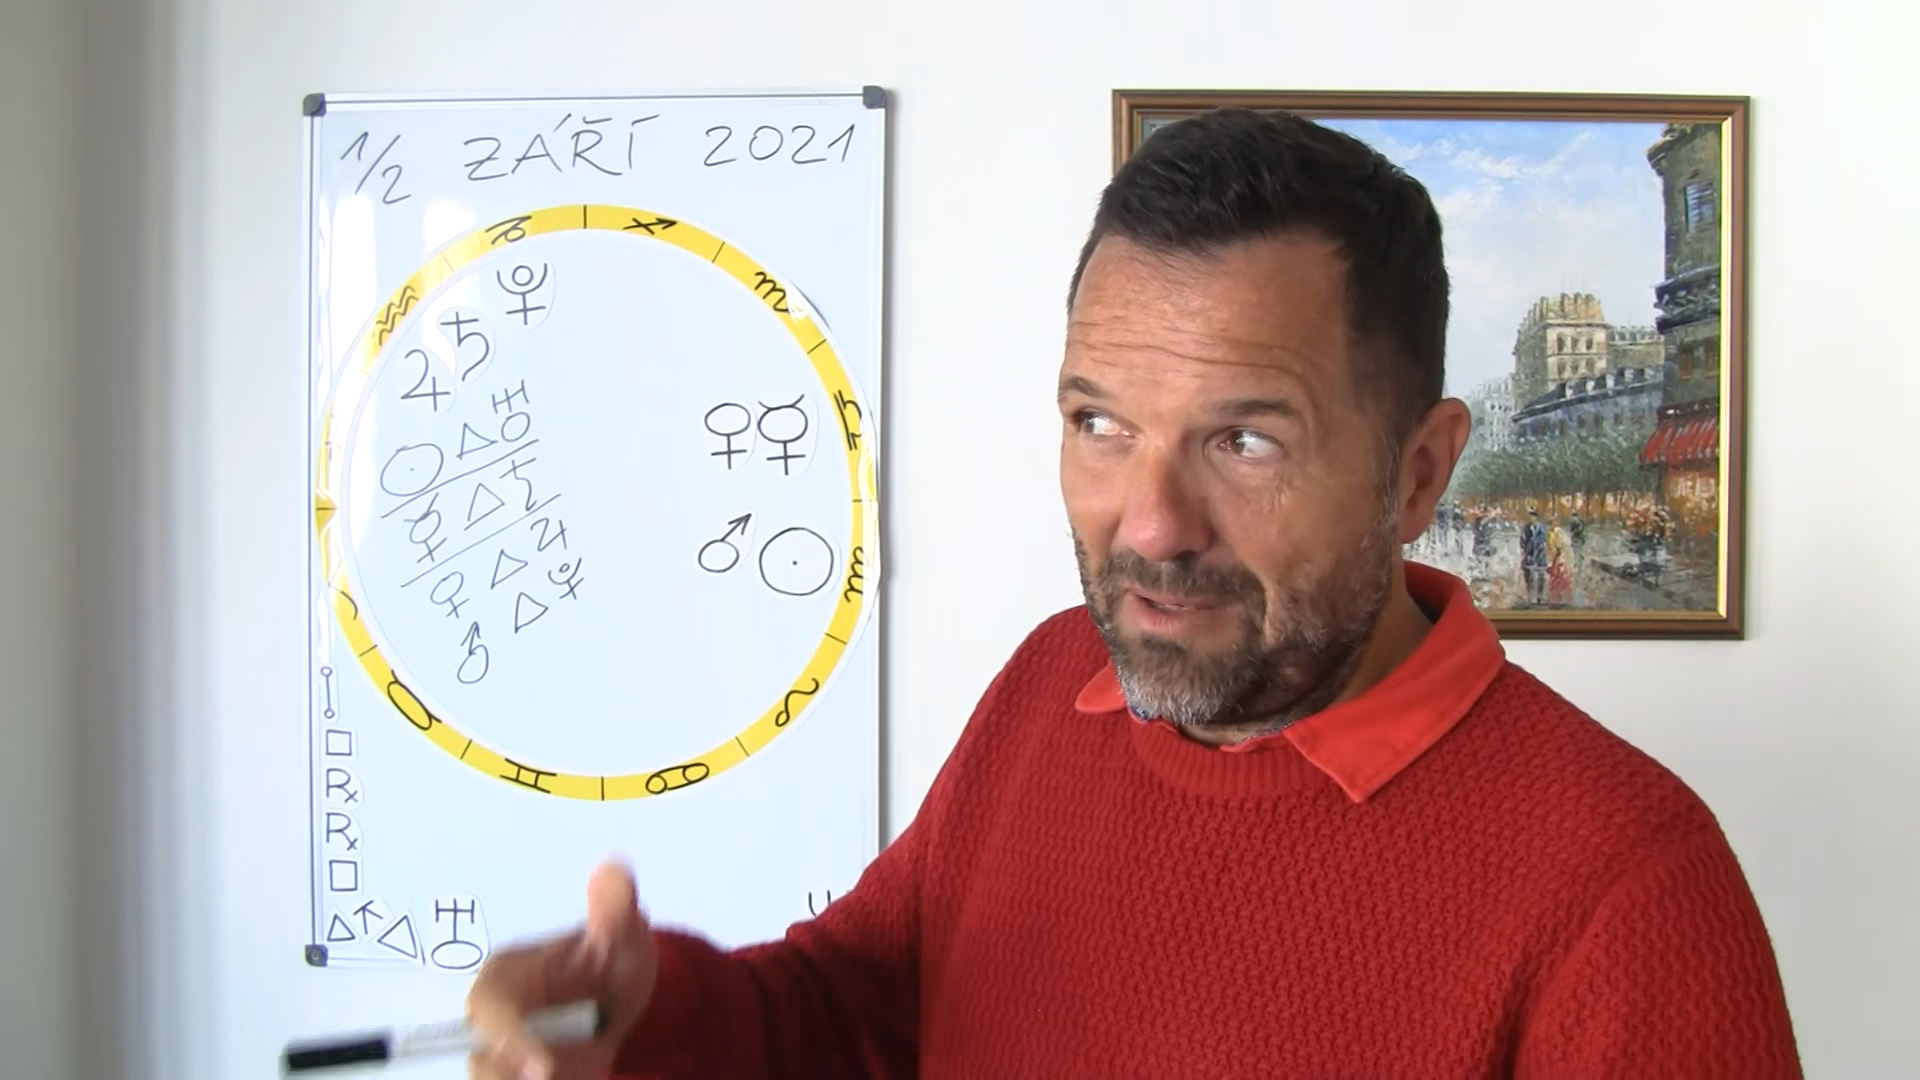 1/2 ZÁŘÍ 2021
♑ ♐
♒ ♏
♇
♃ ♄
♎
♀ ☿
☉ △ ♅
☿ △ ♄
♀ △ ♃
♂ △ ♇
♂ ☉
♍
♉ ♌
♊ ♋
□
℞
℞
□
△ △ ♅